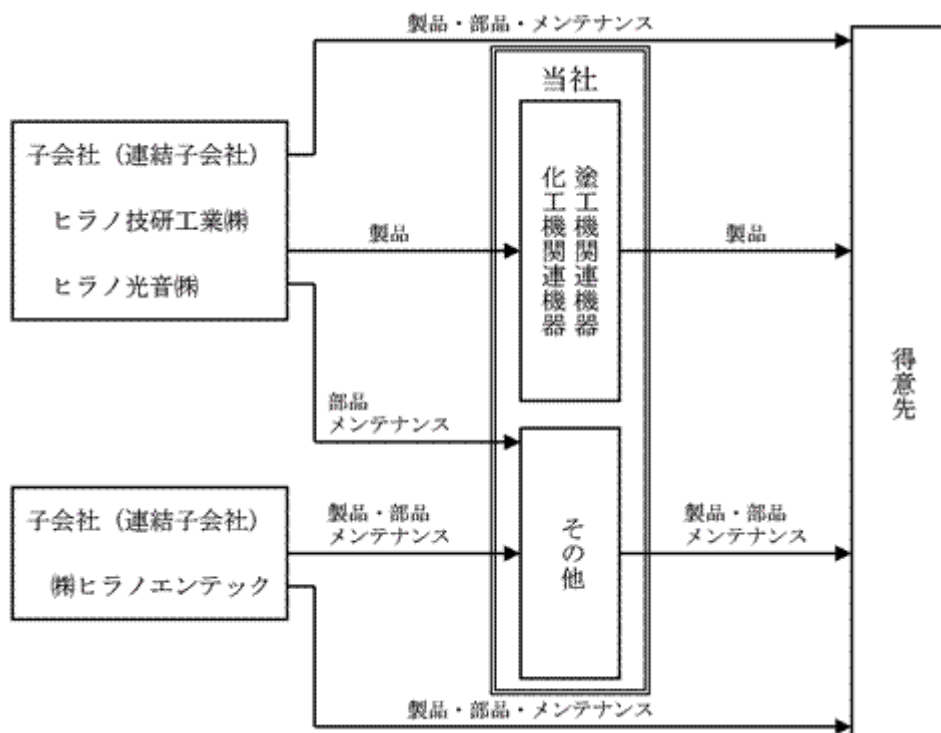 製品・部品・メンテナンス
当社
子会社（連結子会社）
ヒラノ技研工業㈱
ヒラノ光音㈱
製品
塗工機関連機器
化工機関連機器
製品
得意先
部品
メンテナンス
子会社（連結子会社）
㈱ヒラノエンテック
製品・部品
メンテナンス
その他
製品・部品
メンテナンス
製品・部品・メンテナンス